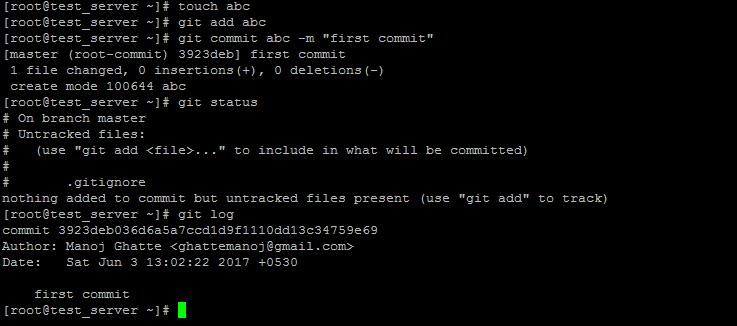 [root@test_server ~]# touch abc
[root@test_server ~]# git add abc
[root@test_server ~]# git commit abc -m "first commit"
[master (root-commit) 3923deb] first commit
 1 file changed, 0 insertions(+), 0 deletions(-)
 create mode 100644 abc
[root@test_server ~]# git status
# On branch master
# Untracked files:
#   (use "git add <file>..." to include in what will be committed)
#
#       .gitignore
nothing added to commit but untracked files present (use "git add" to track)
[root@test_server ~]# git log
commit 3923deb036d6a5a7ccd1d9f1110dd13c34759e69
Author: Manoj Ghatte <ghattemanoj@gmail.com>
Date:   Sat Jun 3 13:02:22 2017 +0530

    first commit
[root@test_server ~]#